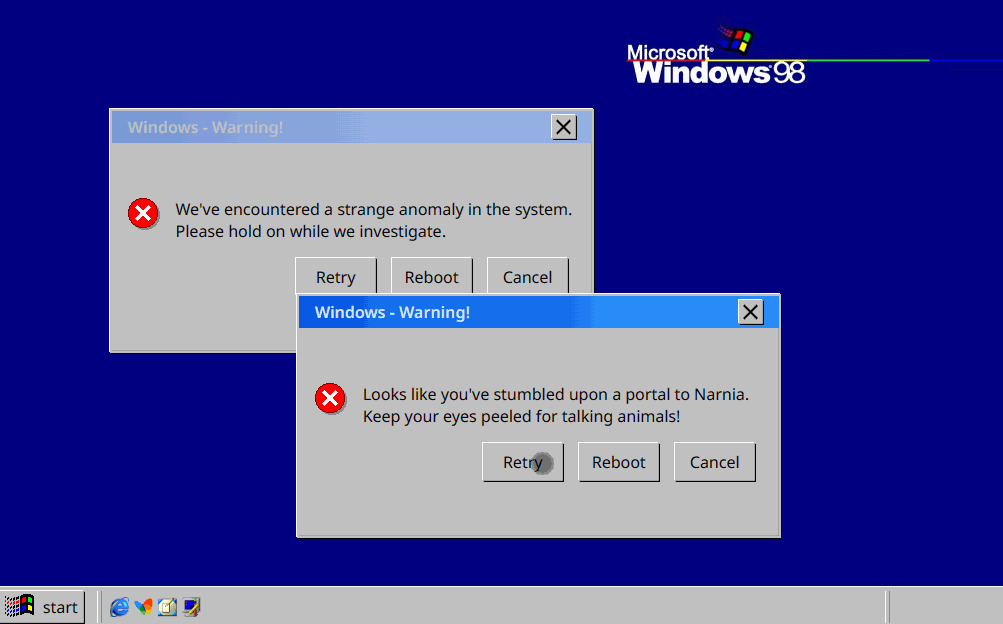 Microsoft
Windows 98
Windows - Warning!
We've encountered a strange anomaly in the system.
Please hold on while we investigate.
Retry
Reboot
Cancel
Windows - Warning!
Looks like you've stumbled upon a portal to Narnia.
Keep your eyes peeled for talking animals!
Retry
Reboot
Cancel
start